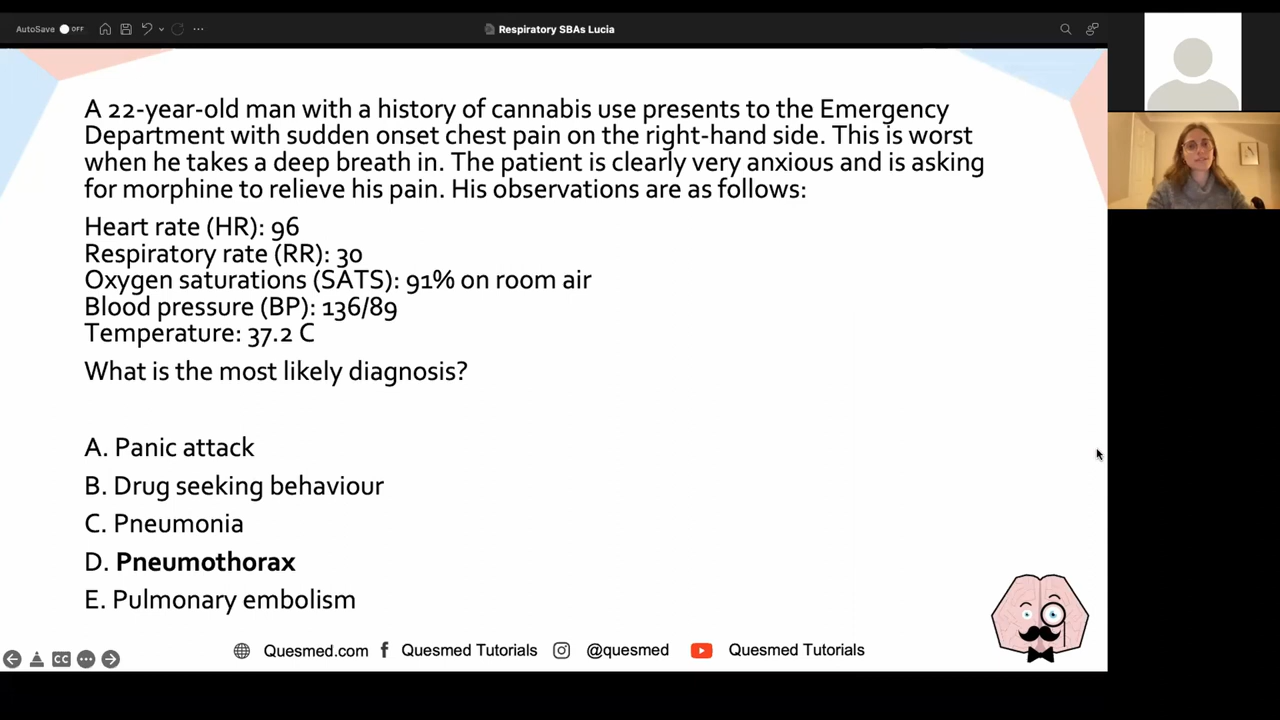 AutoSave OFF
Respiratory SBAs Lucia
A 22-year-old man with a history of cannabis use presents to the Emergency
Department with sudden onset chest pain on the right-hand side. This is worst
when he takes a deep breath in. The patient is clearly very anxious and is asking
for morphine to relieve his pain. His observations are as follows:
Heart rate (HR): 96
Respiratory rate (RR): 30
Oxygen saturations (SATS): 91% on room air
Blood pressure (BP): 136/89
Temperature: 37.2 C
What is the most likely diagnosis?
A. Panic attack
B. Drug seeking behaviour
C. Pneumonia
D. Pneumothorax
E. Pulmonary embolism
Quesmed.com f Quesmed Tutorials @quesmed Quesmed Tutorials
CC